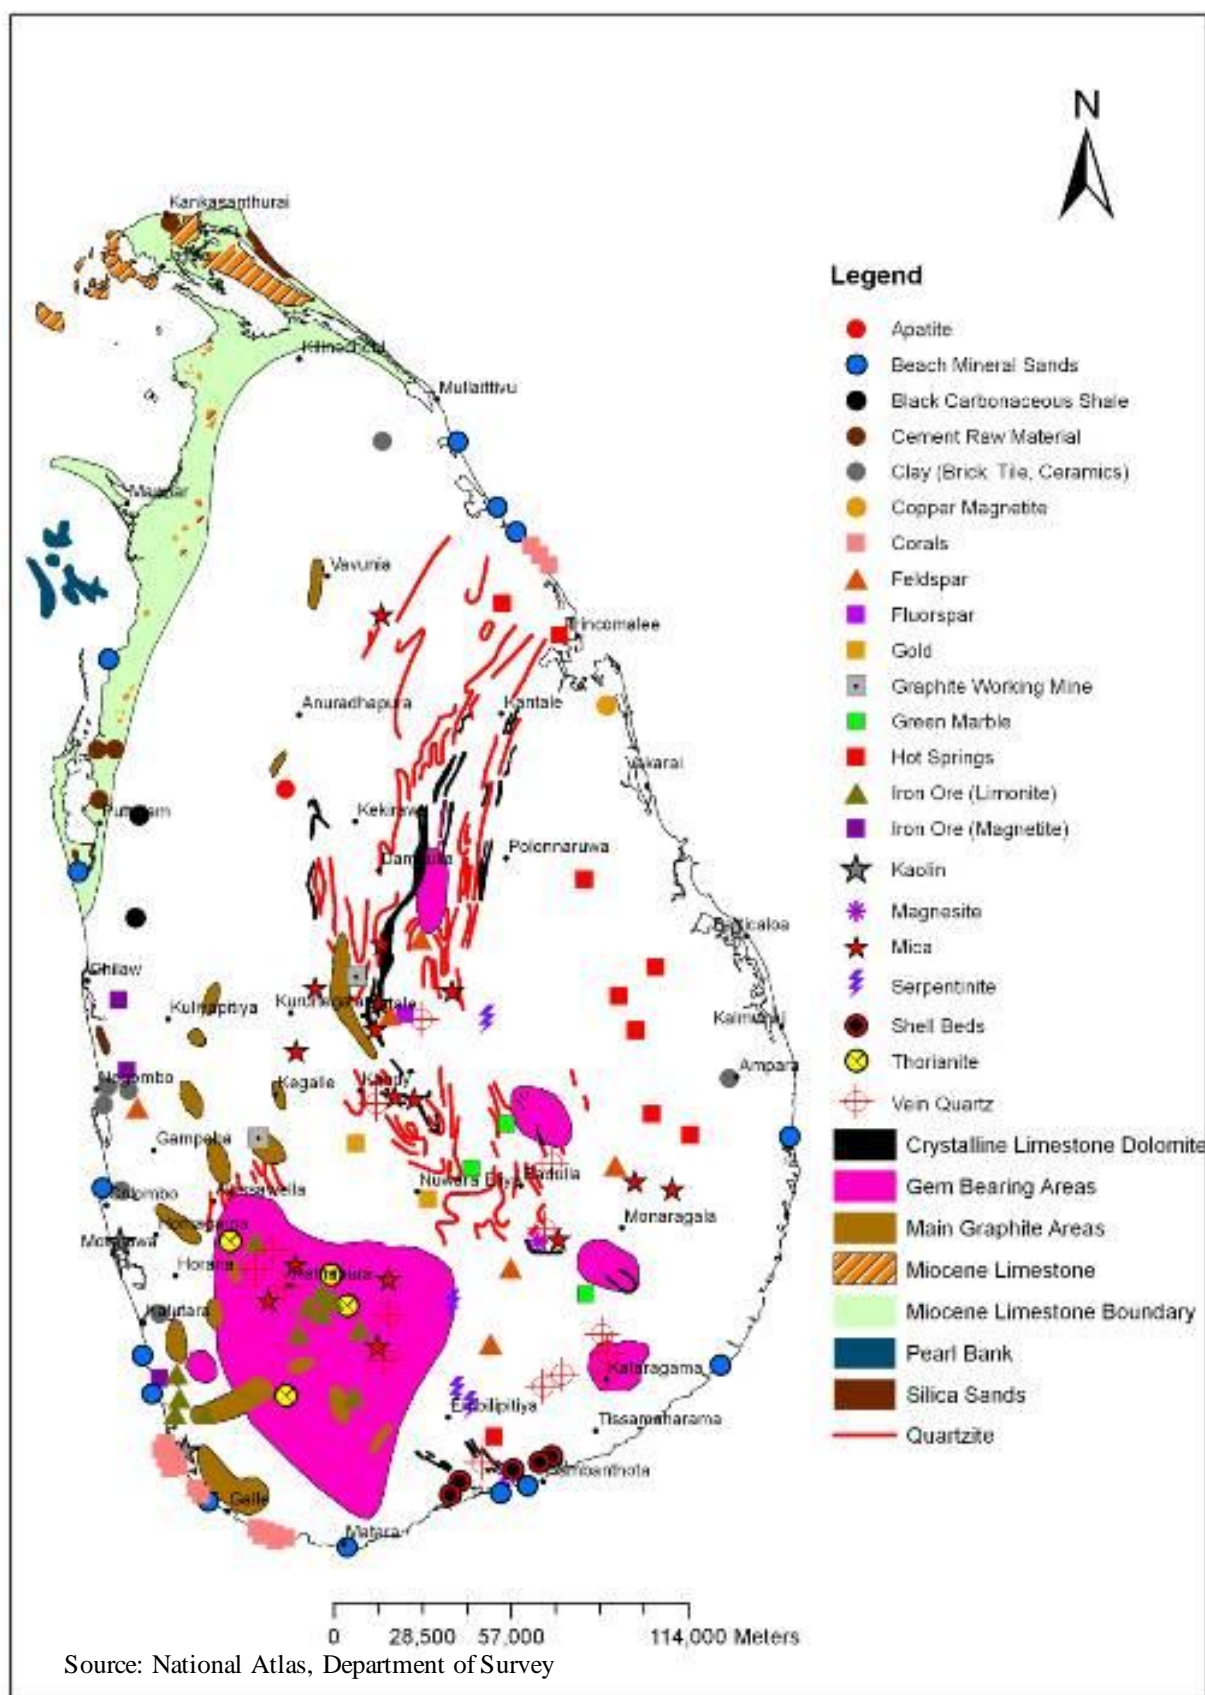 N
Kankasanthurai
Mullaittivu
Mannar
Vavunia
Trincomalee
Anuradhapura
Kantale
Vakarai
Kekirawa
Polonnaruwa
Chilaw
Kulnapitiya
Kalmunai
Ampara
Negombo
Kegalle
Kandy
Gampaha
Badulla
Monaragala
Horana
Kalutara
Kataragama
Embilipitiya
Tissamaharama
Hambanthota
Galle
Matara
Legend
Apatite
Beach Mineral Sands
Black Carbonaceous Shale
Cement Raw Material
Clay (Brick, Tile, Ceramics)
Copper Magnetite
Corals
Feldspar
Fluorspar
Gold
Graphite Working Mine
Green Marble
Hot Springs
Iron Ore (Limonite)
Iron Ore (Magnetite)
Kaolin
Magnesite
Mica
Serpentinite
Shell Beds
Thorianite
Vein Quartz
Crystalline Limestone Dolomite
Gem Bearing Areas
Main Graphite Areas
Miocene Limestone
Miocene Limestone Boundary
Pearl Bank
Silica Sands
Quartzite
0 28,500 57,000 114,000 Meters
Source: National Atlas, Department of Survey